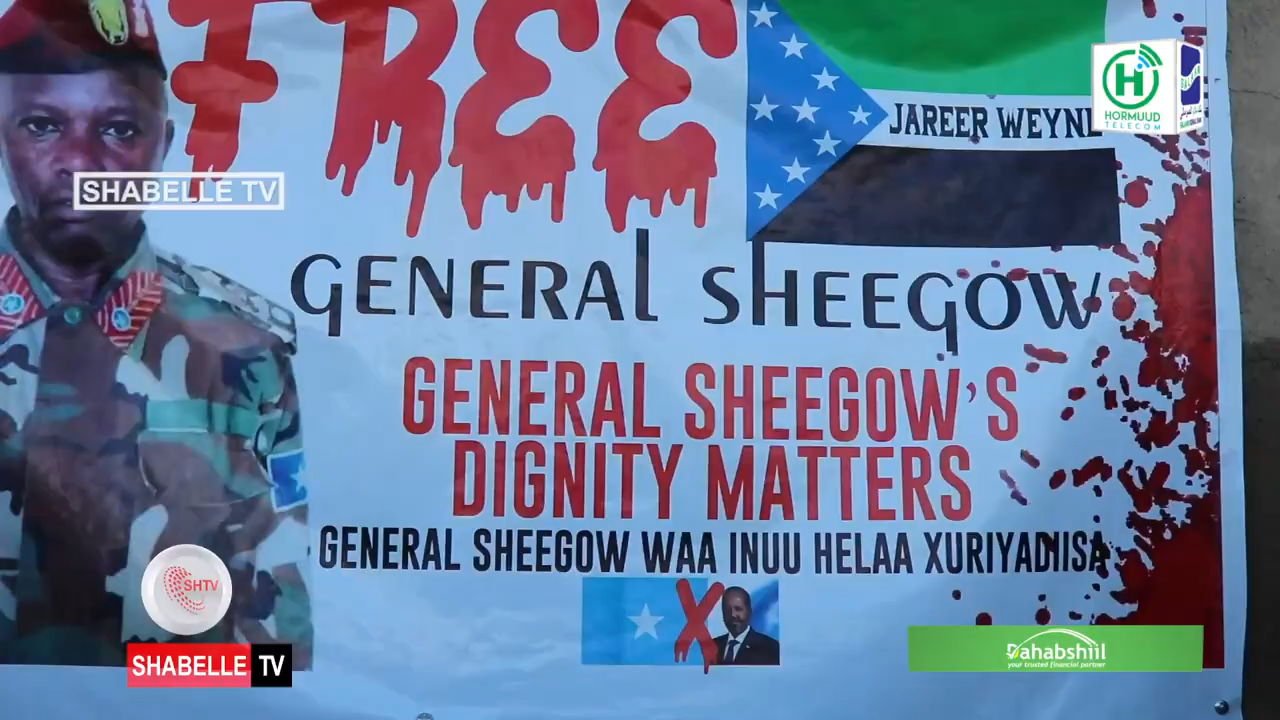 FREE
JAREER WEYNE
HORMUUD
TELECOM
SHABELLE TV
GENERAL SHEEGOW
GENERAL SHEEGOW'S
DIGNITY MATTERS
GENERAL SHEEGOW WAA INUU HELAA XURIYADIISA
X
SHTV
SHABELLE TV
Dahabshiil
your trusted financial partner